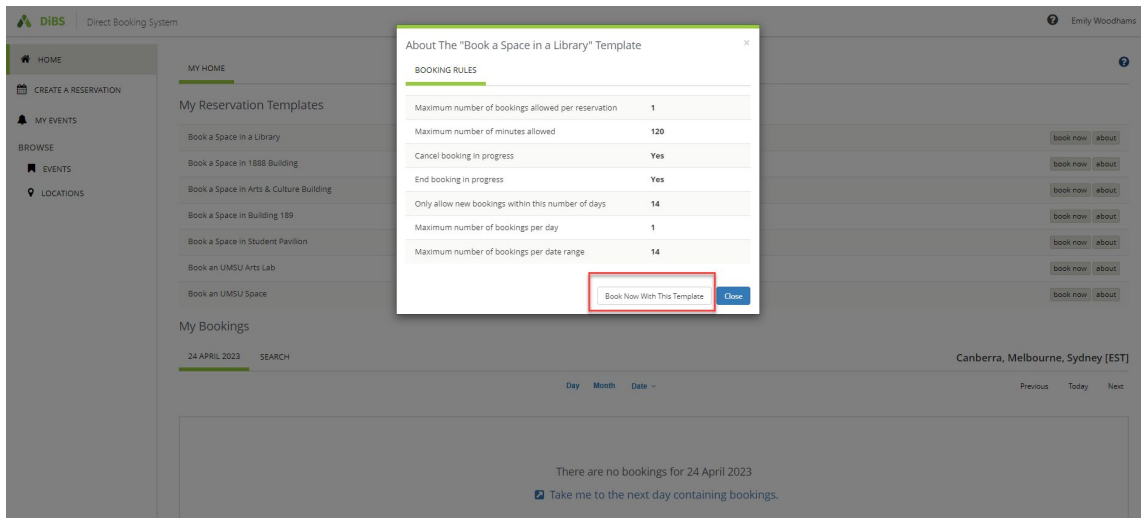 DiBS Direct Booking System
Emily Woodhams
HOME
CREATE A RESERVATION
MY EVENTS
BROWSE
EVENTS
LOCATIONS
MY HOME
My Reservation Templates
Book a Space in a Library book now about
Book a Space in 1888 Building book now about
Book a Space in Arts & Culture Building book now about
Book a Space in Building 189 book now about
Book a Space in Student Pavilion book now about
Book an UMSU Arts Lab book now about
Book an UMSU Space book now about
About The "Book a Space in a Library" Template ×
BOOKING RULES
Maximum number of bookings allowed per reservation 1
Maximum number of minutes allowed 120
Cancel booking in progress Yes
End booking in progress Yes
Only allow new bookings within this number of days 14
Maximum number of bookings per day 1
Maximum number of bookings per date range 14
Book Now With This Template Close
My Bookings
24 APRIL 2023 SEARCH Canberra, Melbourne, Sydney [EST]
Day Month Date Previous Today Next
There are no bookings for 24 April 2023
Take me to the next day containing bookings.